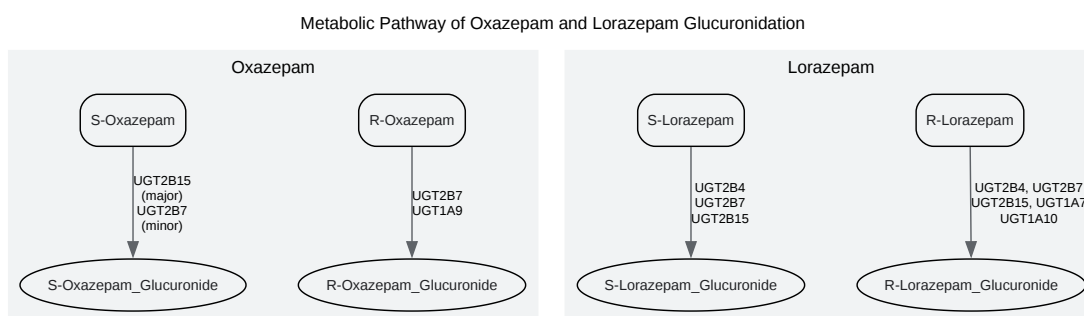 Metabolic Pathway of Oxazepam and Lorazepam Glucuronidation
Oxazepam
S-Oxazepam
R-Oxazepam
UGT2B15
(major)
UGT2B7
(minor)
UGT2B7
UGT1A9
S-Oxazepam_Glucuronide
R-Oxazepam_Glucuronide
Lorazepam
S-Lorazepam
R-Lorazepam
UGT2B4
UGT2B7
UGT2B15
UGT2B4, UGT2B7
UGT2B15, UGT1A7
UGT1A10
S-Lorazepam_Glucuronide
R-Lorazepam_Glucuronide